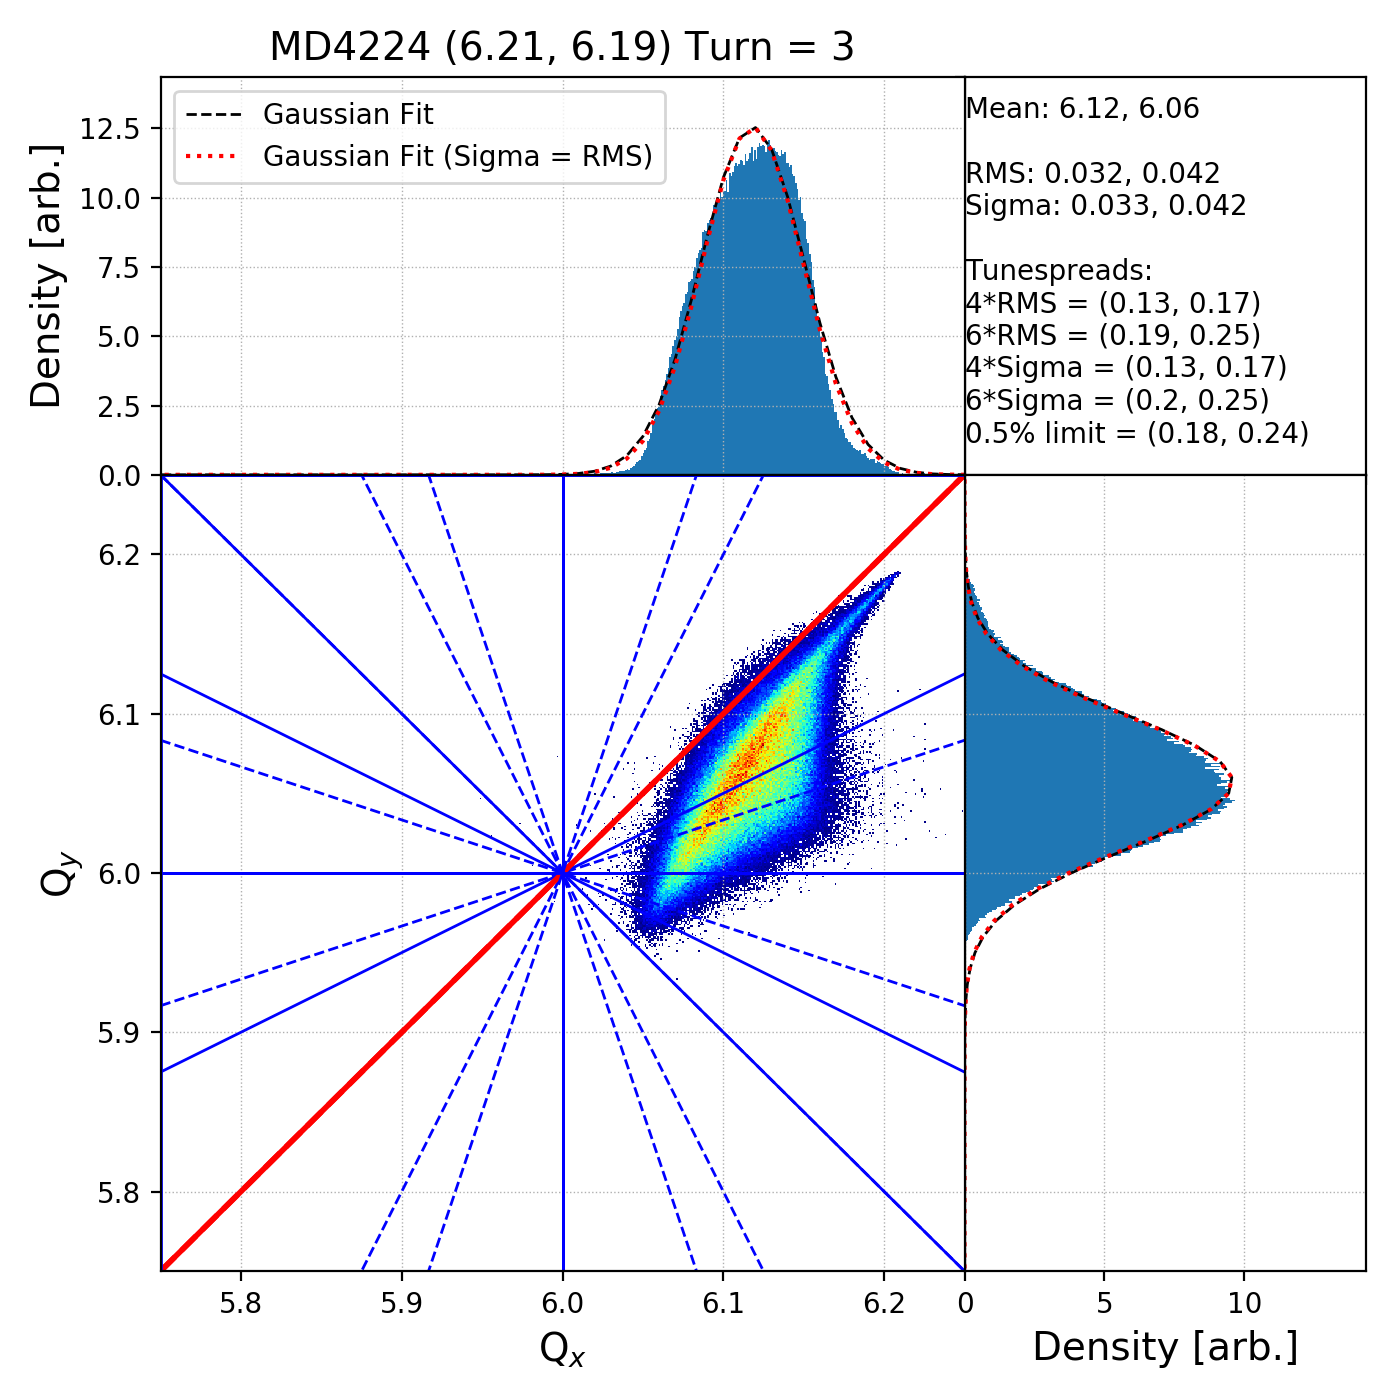 MD4224 (6.21, 6.19) Turn = 3
Gaussian Fit
Gaussian Fit (Sigma = RMS)
Density [arb.]
12.5
10.0
7.5
5.0
2.5
0.0
Mean: 6.12, 6.06
RMS: 0.032, 0.042
Sigma: 0.033, 0.042
Tunespreads:
4*RMS = (0.13, 0.17)
6*RMS = (0.19, 0.25)
4*Sigma = (0.13, 0.17)
6*Sigma = (0.2, 0.25)
0.5% limit = (0.18, 0.24)
Qy
6.2
6.1
6.0
5.9
5.8
5.8 5.9 6.0 6.1 6.2
Qx
0 5 10
Density [arb.]